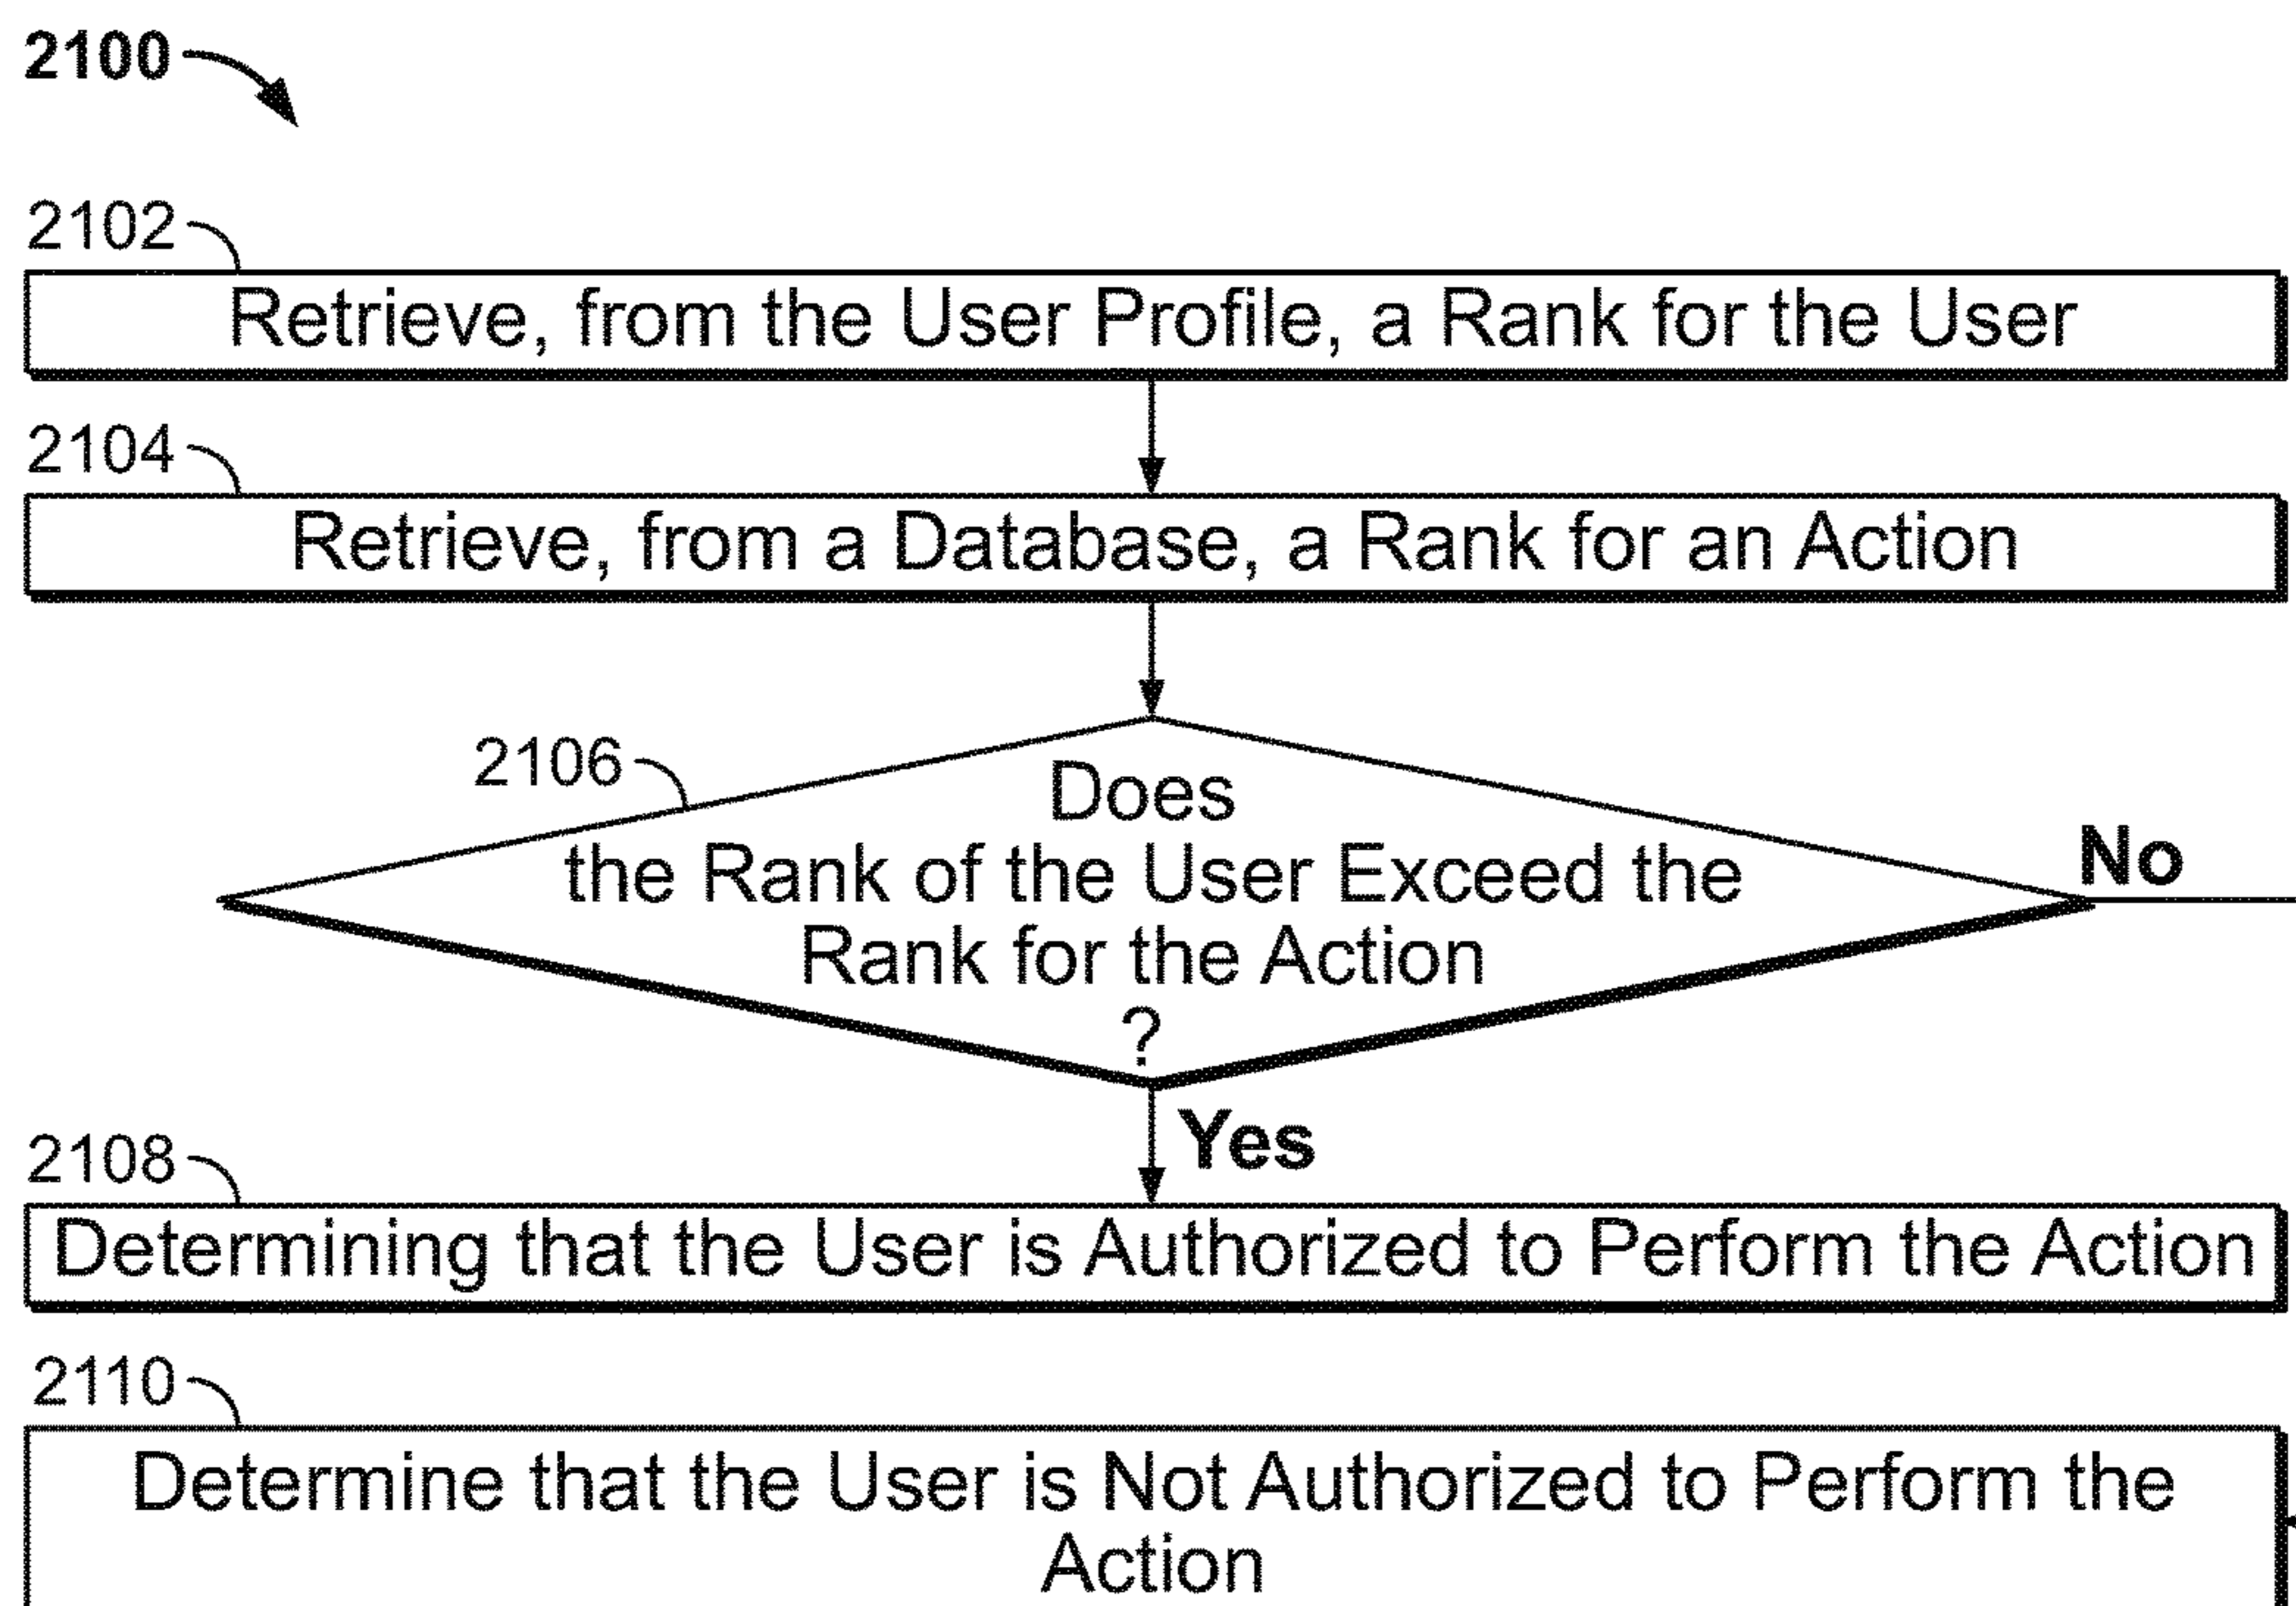 2100
2102
Retrieve, from the User Profile, a Rank for the User
2104
Retrieve, from a Database, a Rank for an Action
2106
Does
the Rank of the User Exceed the
Rank for the Action
?
No
Yes
2108
Determining that the User is Authorized to Perform the Action
2110
Determine that the User is Not Authorized to Perform the
Action